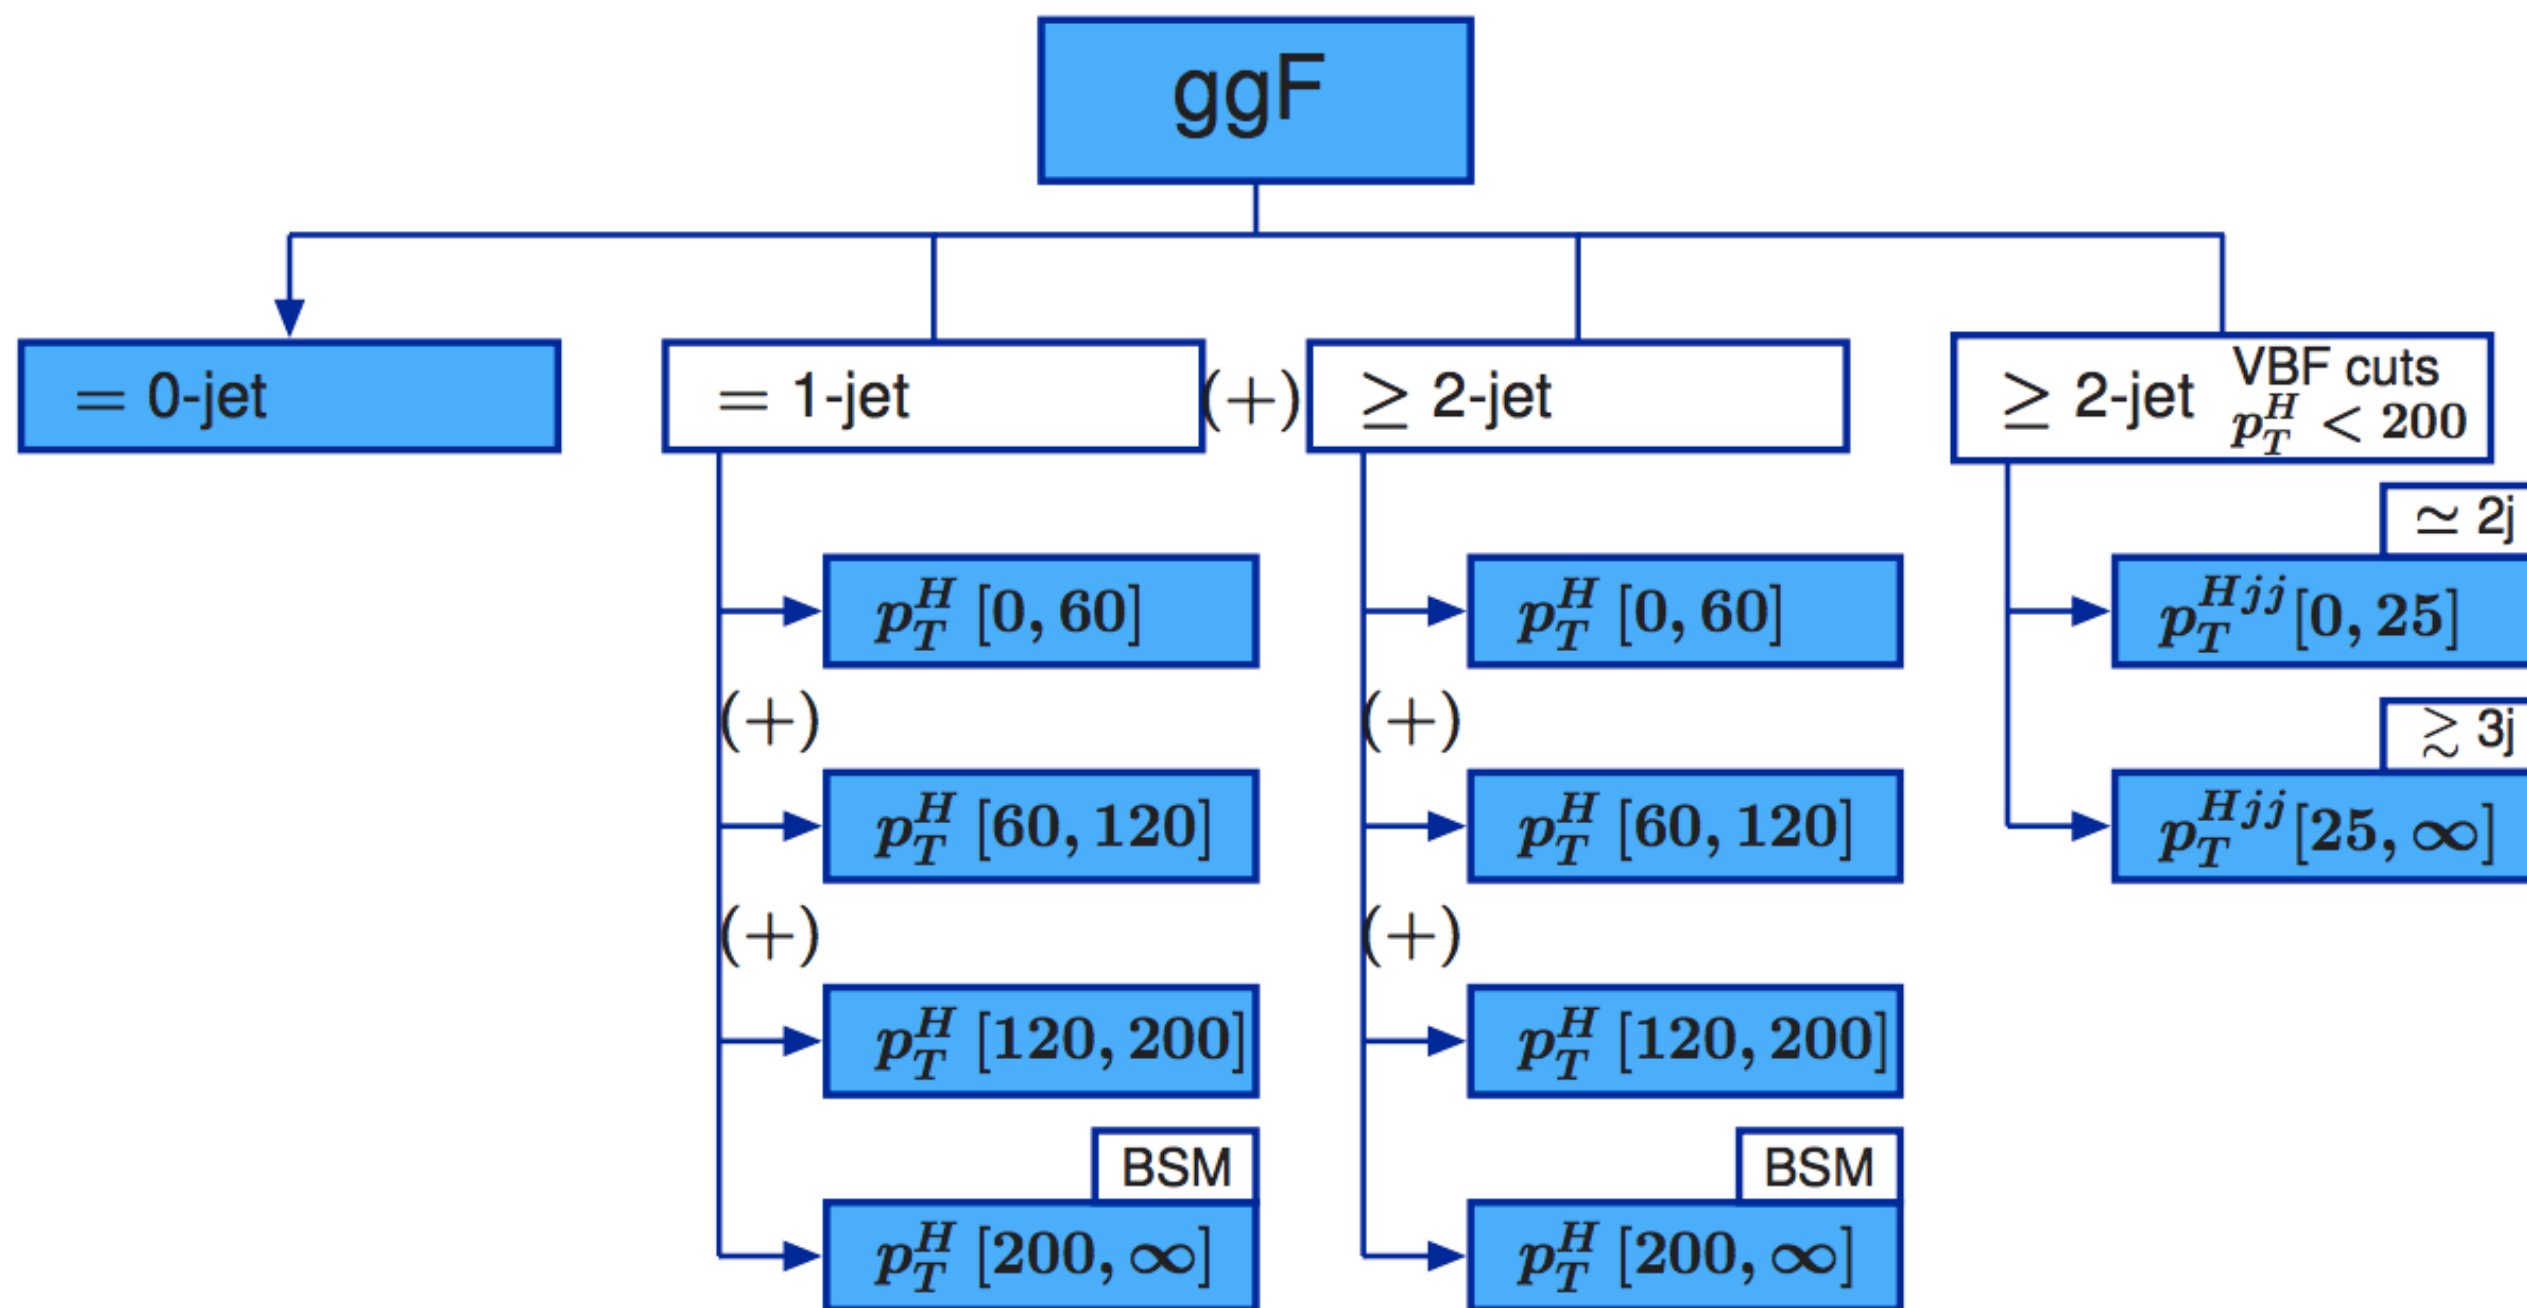 ggF
= 0-jet
= 1-jet
(+)
≥ 2-jet
≥ 2-jet VBF cuts
p_T^H < 200
≃ 2j
p_T^H [0, 60]
p_T^H [0, 60]
p_T^{Hjj} [0, 25]
(+)
(+)
≳ 3j
p_T^H [60, 120]
p_T^H [60, 120]
p_T^{Hjj} [25, ∞]
(+)
(+)
p_T^H [120, 200]
p_T^H [120, 200]
BSM
BSM
p_T^H [200, ∞]
p_T^H [200, ∞]